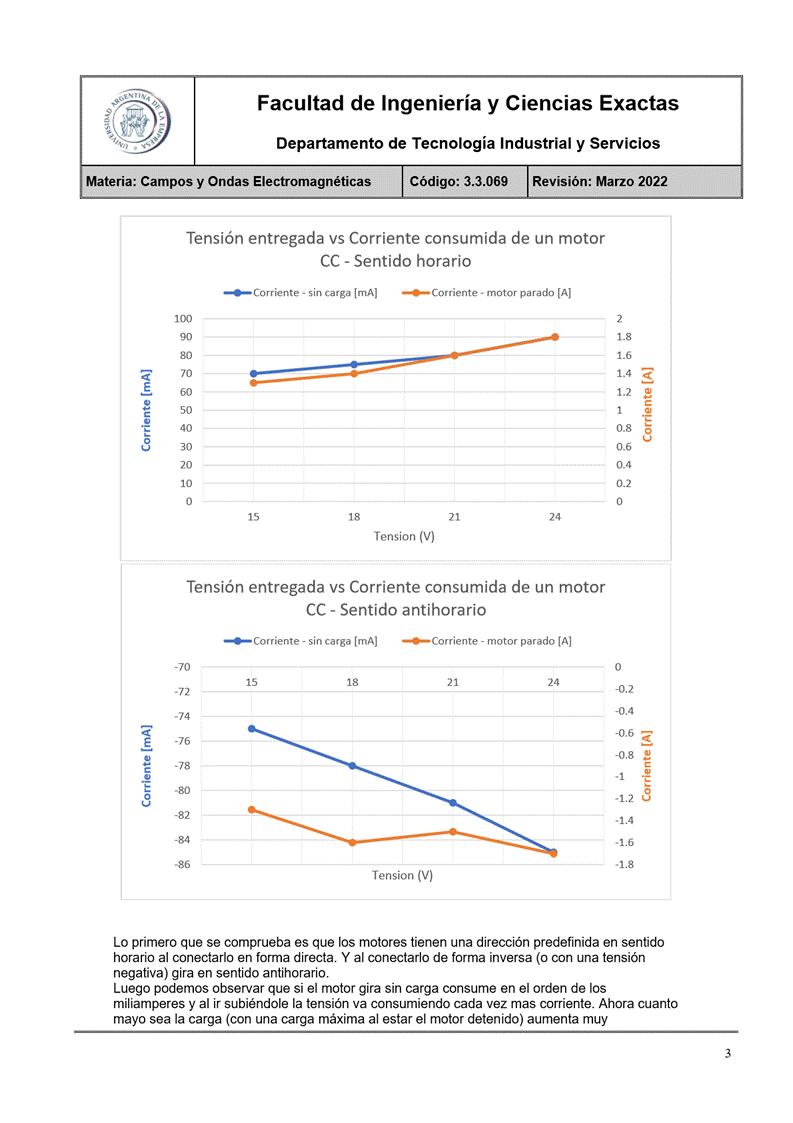 UNIVERSIDAD ARGENTINA DE LA EMPRESA
Facultad de Ingeniería y Ciencias Exactas
Departamento de Tecnología Industrial y Servicios
Materia: Campos y Ondas Electromagnéticas Código: 3.3.069 Revisión: Marzo 2022
Tensión entregada vs Corriente consumida de un motor
CC - Sentido horario
Corriente - sin carga [mA] Corriente - motor parado [A]
100 2
90 1.8
80 1.6
70 1.4
60 1.2
50 1
40 0.8
30 0.6
20 0.4
10 0.2
0 0
Corriente [mA]
Corriente [A]
15 18 21 24
Tension (V)
Tensión entregada vs Corriente consumida de un motor
CC - Sentido antihorario
Corriente - sin carga [mA] Corriente - motor parado [A]
-70 0
15 18 21 24
-72 -0.2
-74 -0.4
-76 -0.6
-78 -0.8
-1
-80 -1.2
-82 -1.4
-84 -1.6
-86 -1.8
Corriente [mA]
Corriente [A]
Tension (V)
Lo primero que se comprueba es que los motores tienen una dirección predefinida en sentido
horario al conectarlo en forma directa. Y al conectarlo de forma inversa (o con una tensión
negativa) gira en sentido antihorario.
Luego podemos observar que si el motor gira sin carga consume en el orden de los
miliamperes y al ir subiéndole la tensión va consumiendo cada vez mas corriente. Ahora cuanto
mayo sea la carga (con una carga máxima al estar el motor detenido) aumenta muy
3